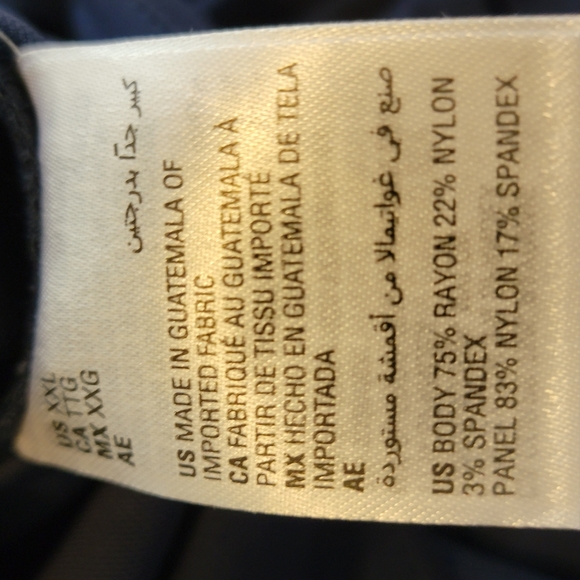 US XXL
CA TTG
MX XXG
AE
كبير جداً بدرجتين
US MADE IN GUATEMALA OF
IMPORTED FABRIC
CA FABRIQUÉ AU GUATEMALA À
PARTIR DE TISSU IMPORTÉ
MX HECHO EN GUATEMALA DE TELA
IMPORTADA
AE
صنع في غواتيمالا من أقمشة مستوردة
US BODY 75% RAYON 22% NYLON
3% SPANDEX
PANEL 83% NYLON 17% SPANDEX